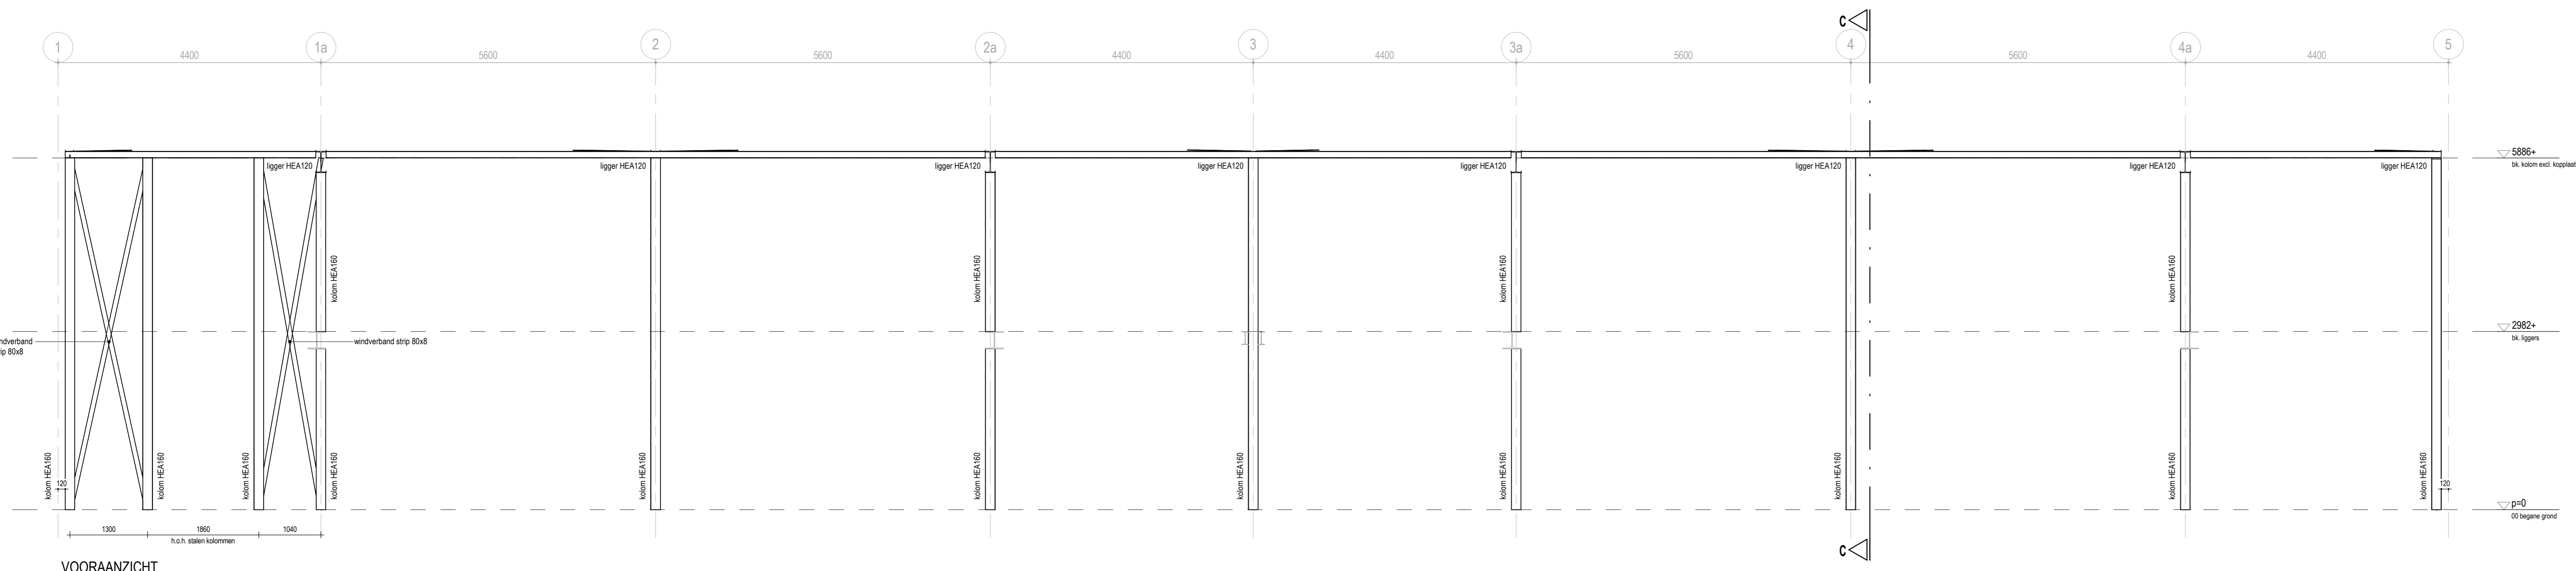 C
1 1a 2 2a 3 3a 4 4a 5
4400 5600 5600 4400 4400 5600 5600 4400
5886+
bk. kolom excl. kopplaat
ligger HEA120 ligger HEA120 ligger HEA120 ligger HEA120 ligger HEA120 ligger HEA120 ligger HEA120 ligger HEA120
kolom HEA160 kolom HEA160 kolom HEA160 kolom HEA160
2982+
bk. liggers
ndverband
ip 80x8
windverband strip 80x8
kolom HEA160 kolom HEA160 kolom HEA160 kolom HEA160 kolom HEA160 kolom HEA160 kolom HEA160 kolom HEA160 kolom HEA160 kolom HEA160 kolom HEA160
120 120
p=0
00 begane grond
1300 1860 1040
h.o.h. stalen kolommen
C
VOORAANZICHT